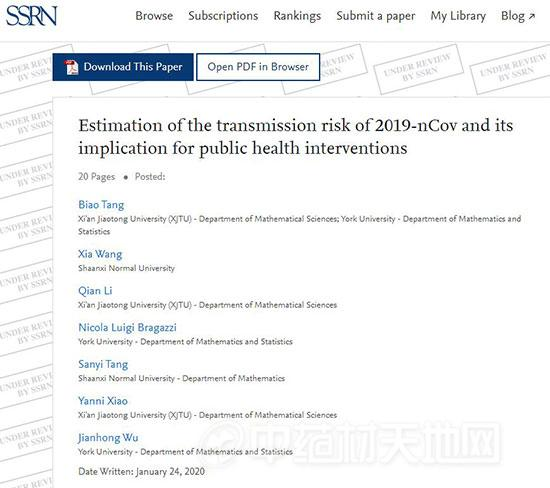 SSRN
Browse Subscriptions Rankings Submit a paper My Library Blog ↗
Download This Paper Open PDF in Browser
UNDER REVIEW
BY SSRN
Estimation of the transmission risk of 2019-nCov and its
implication for public health interventions
20 Pages • Posted:
Biao Tang
Xi'an Jiaotong University (XJTU) - Department of Mathematical Sciences; York University - Department of Mathematics and
Statistics
Xia Wang
Shaanxi Normal University
Qian Li
Xi'an Jiaotong University (XJTU) - Department of Mathematical Sciences
Nicola Luigi Bragazzi
York University - Department of Mathematics and Statistics
Sanyi Tang
Shaanxi Normal University - Department of Mathematics
Yanni Xiao
Xi'an Jiaotong University (XJTU) - Department of Mathematical Sciences
Jianhong Wu
York University - Department of Mathematics and Statistics
中药材天地网
Date Written: January 24, 2020